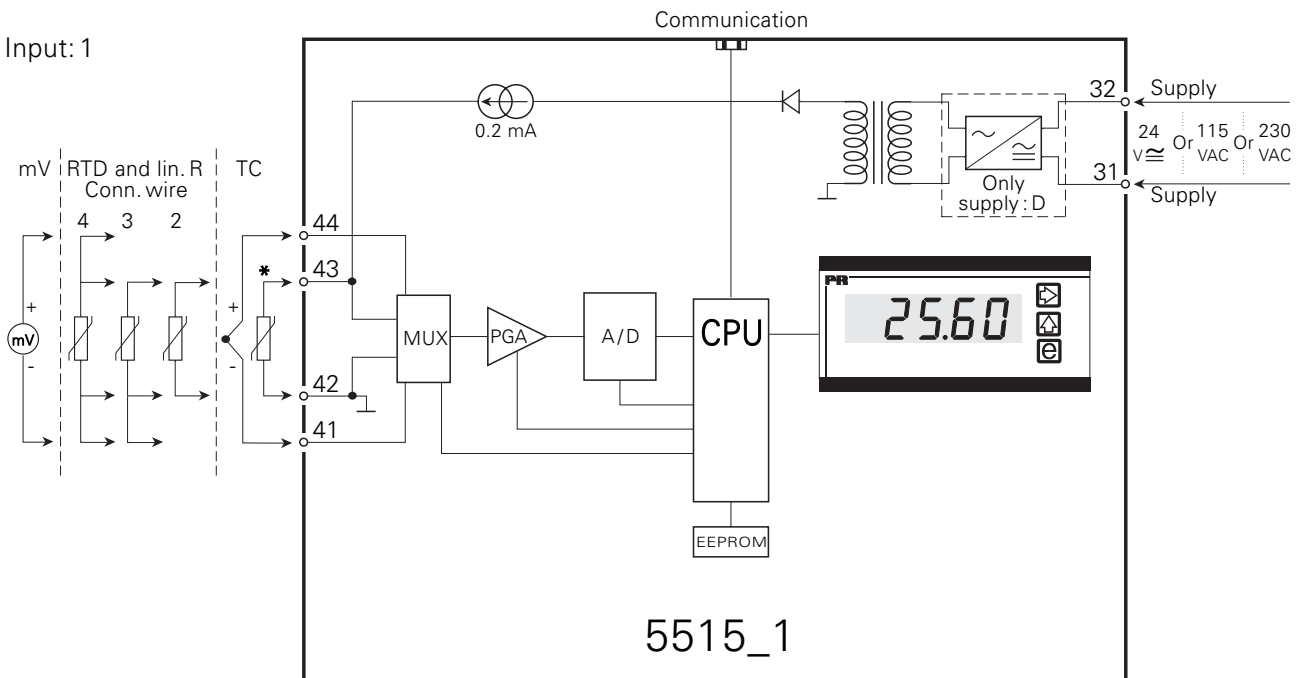 Communication
Input: 1
0.2 mA
32
Supply
24 V≂ Or 115 VAC Or 230 VAC
31
Supply
Only
supply : D
mV
RTD and lin. R
Conn. wire
TC
4 3 2
44
*
43
+
mV
-
+
-
42
41
MUX
PGA
A/D
CPU
EEPROM
PR
25.60
e
5515_1